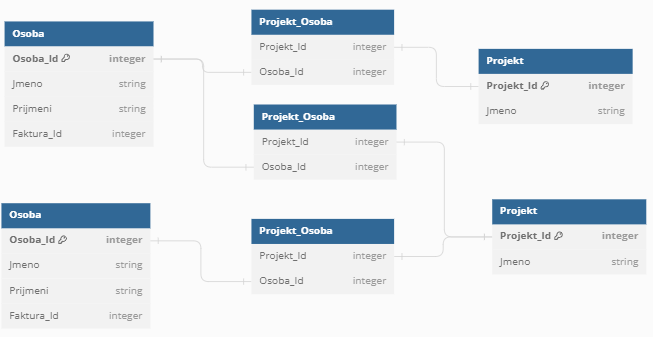 Osoba
Osoba_Id integer
Jmeno string
Prijmeni string
Faktura_Id integer
Projekt_Osoba
Projekt_Id integer
Osoba_Id integer
Projekt
Projekt_Id integer
Jmeno string
Projekt_Osoba
Projekt_Id integer
Osoba_Id integer
Osoba
Osoba_Id integer
Jmeno string
Prijmeni string
Faktura_Id integer
Projekt_Osoba
Projekt_Id integer
Osoba_Id integer
Projekt
Projekt_Id integer
Jmeno string